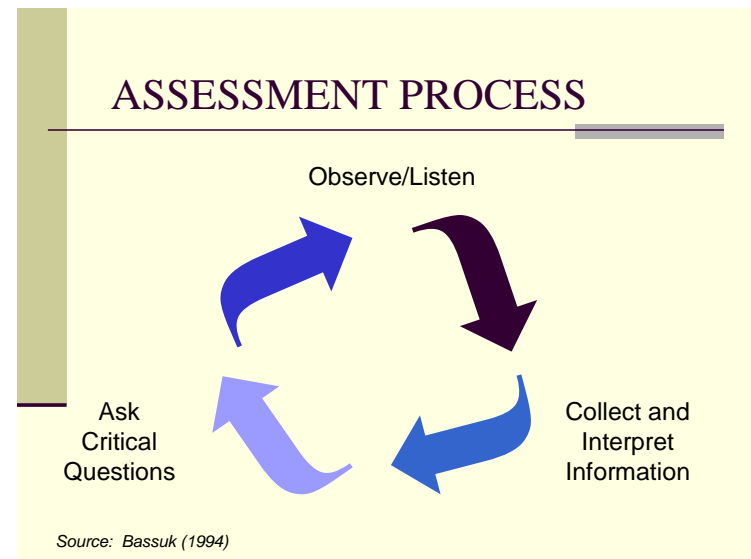 ASSESSMENT PROCESS
Observe/Listen
Ask
Critical
Questions
Collect and
Interpret
Information
Source: Bassuk (1994)